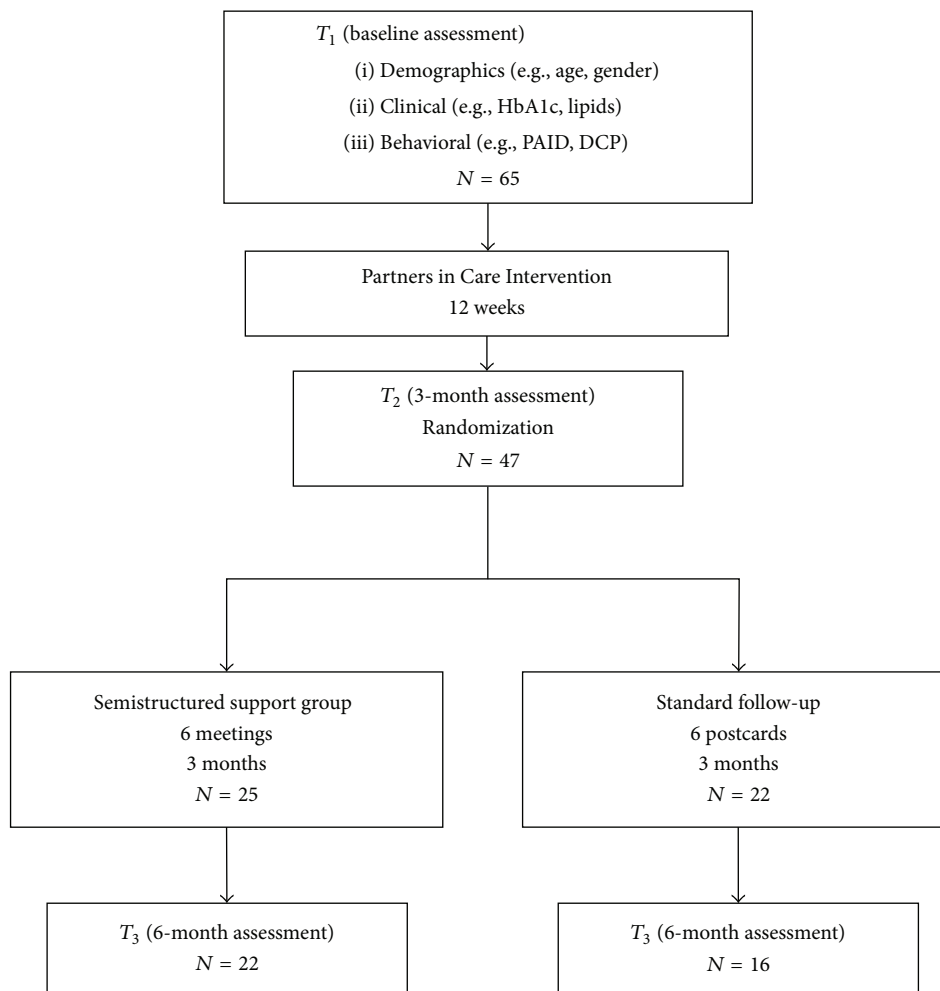 T₁ (baseline assessment)
(i) Demographics (e.g., age, gender)
(ii) Clinical (e.g., HbA1c, lipids)
(iii) Behavioral (e.g., PAID, DCP)
N = 65
Partners in Care Intervention
12 weeks
T₂ (3-month assessment)
Randomization
N = 47
Semistructured support group
6 meetings
3 months
N = 25
Standard follow-up
6 postcards
3 months
N = 22
T₃ (6-month assessment)
N = 22
T₃ (6-month assessment)
N = 16